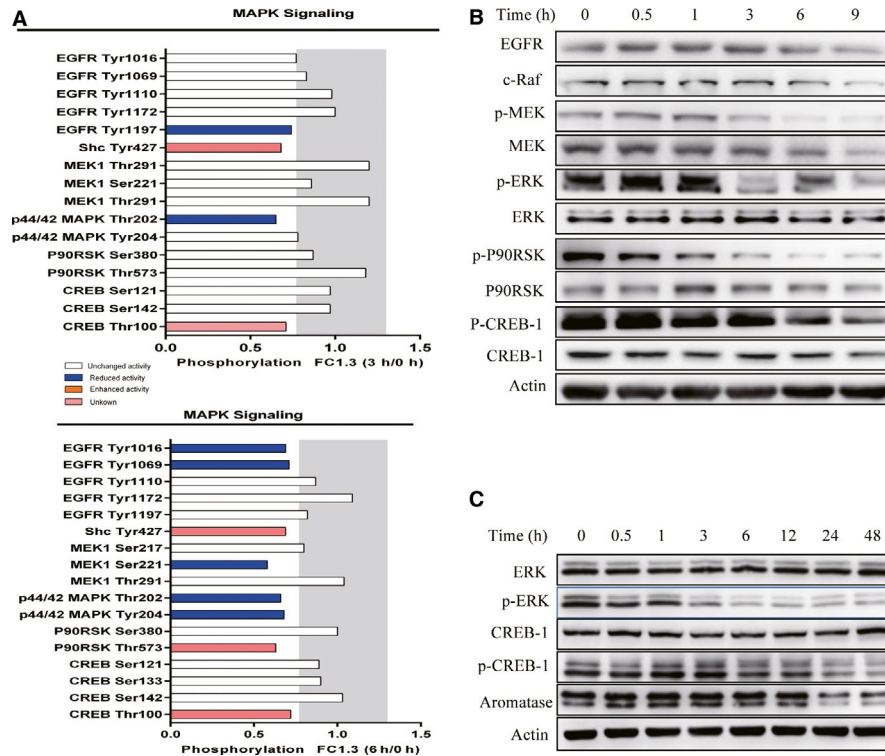 A
MAPK Signaling
EGFR Tyr1016
EGFR Tyr1069
EGFR Tyr1110
EGFR Tyr1172
EGFR Tyr1197
Shc Tyr427
MEK1 Thr291
MEK1 Ser221
MEK1 Thr291
p44/42 MAPK Thr202
p44/42 MAPK Tyr204
P90RSK Ser380
P90RSK Thr573
CREB Ser121
CREB Ser142
CREB Thr100
0.0 0.5 1.0 1.5
Phosphorylation FC1.3 (3 h/0 h)
Unchanged activity
Reduced activity
Enhanced activity
Unkown
MAPK Signaling
EGFR Tyr1016
EGFR Tyr1069
EGFR Tyr1110
EGFR Tyr1172
EGFR Tyr1197
Shc Tyr427
MEK1 Ser217
MEK1 Ser221
MEK1 Thr291
p44/42 MAPK Thr202
p44/42 MAPK Tyr204
P90RSK Ser380
P90RSK Thr573
CREB Ser121
CREB Ser133
CREB Ser142
CREB Thr100
0.0 0.5 1.0 1.5
Phosphorylation FC1.3 (6 h/0 h)
B
Time (h) 0 0.5 1 3 6 9
EGFR
c-Raf
p-MEK
MEK
p-ERK
ERK
p-P90RSK
P90RSK
P-CREB-1
CREB-1
Actin
C
Time (h) 0 0.5 1 3 6 12 24 48
ERK
p-ERK
CREB-1
p-CREB-1
Aromatase
Actin